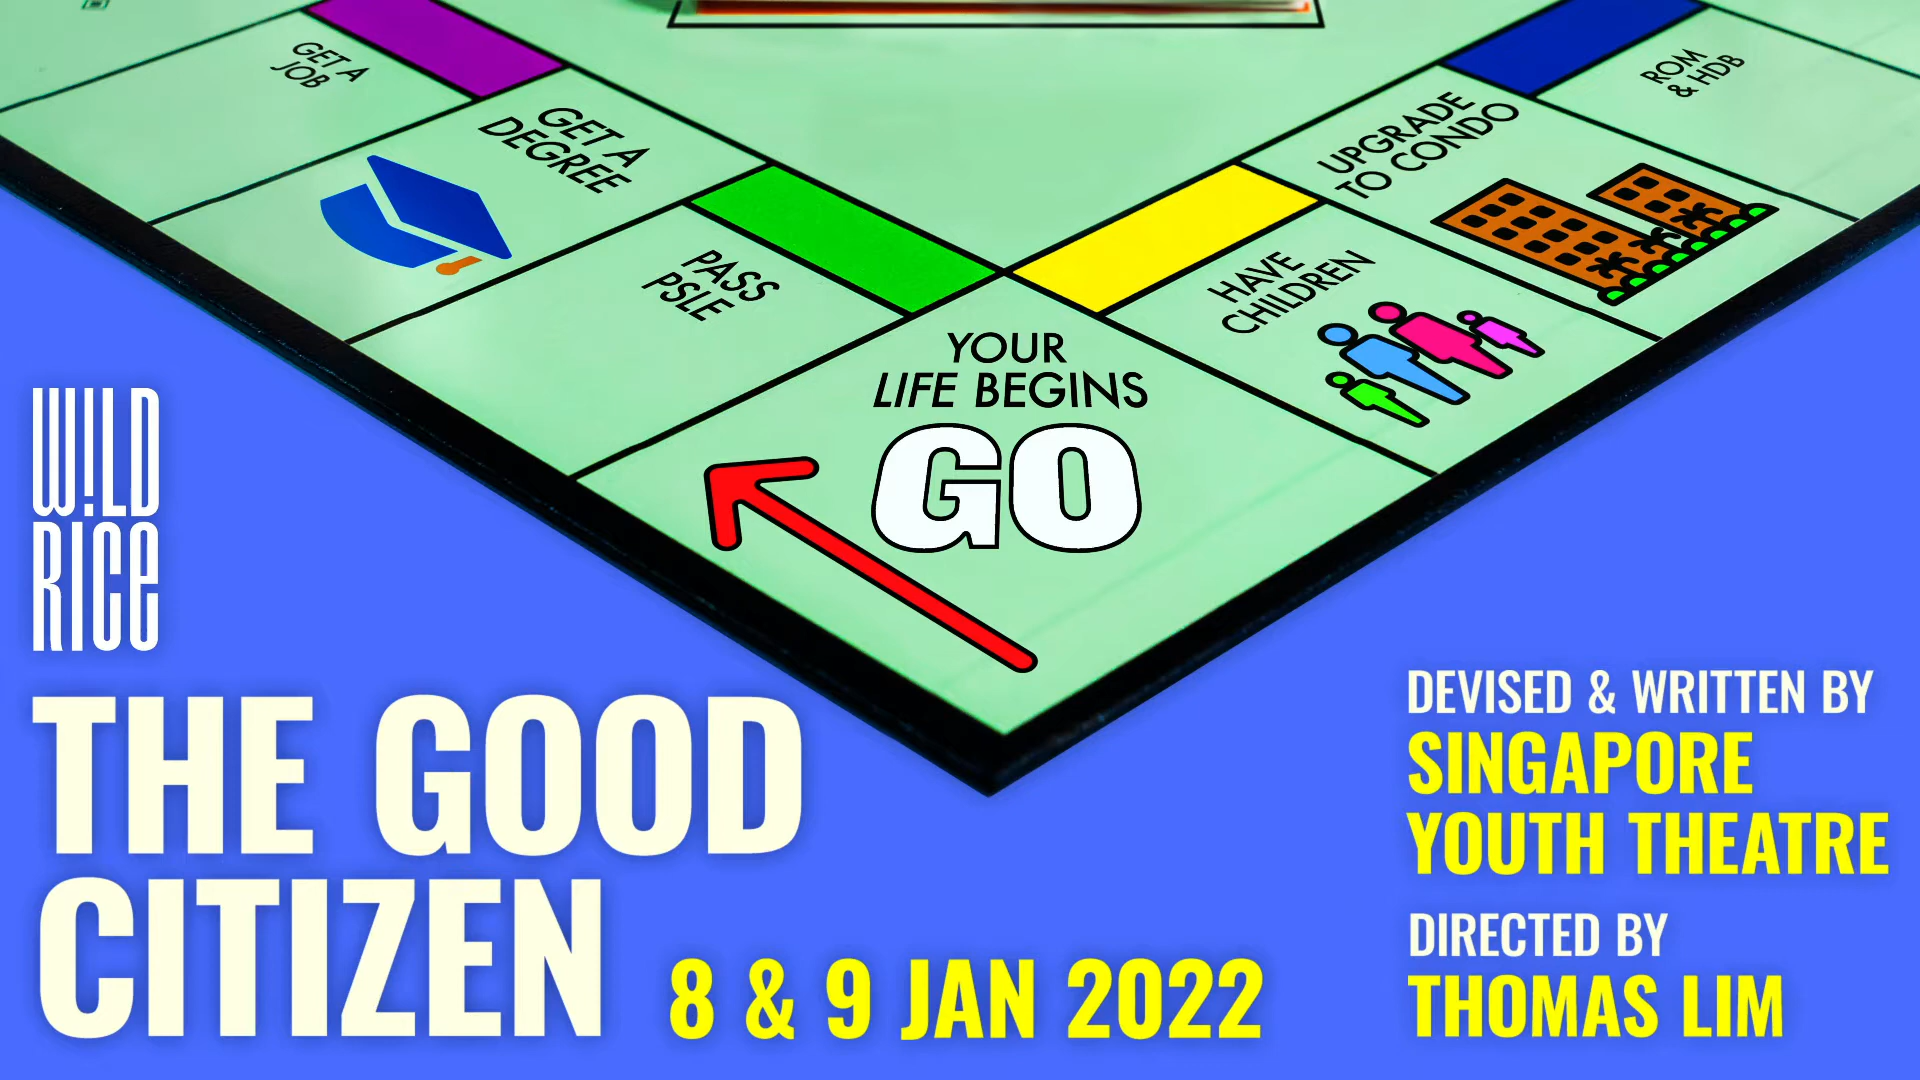 GET A
JOB
GET A
DEGREE
PASS
PSLE
YOUR
LIFE BEGINS
GO
HAVE
CHILDREN
UPGRADE
TO CONDO
ROM
& HDB
W!LD
RICE
THE GOOD
CITIZEN
8 & 9 JAN 2022
DEVISED & WRITTEN BY
SINGAPORE
YOUTH THEATRE
DIRECTED BY
THOMAS LIM